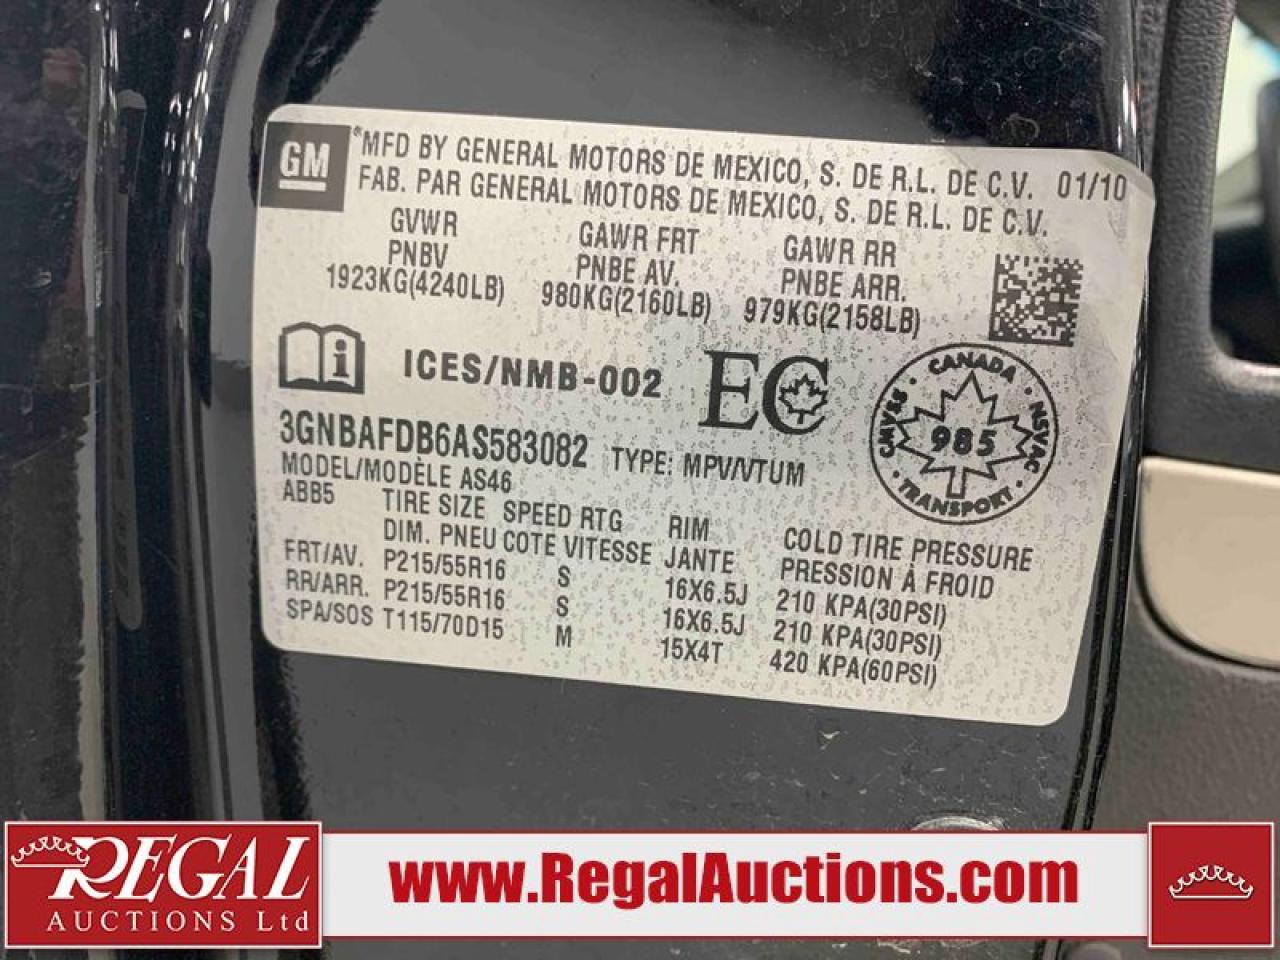 GM
MFD BY GENERAL MOTORS DE MEXICO, S. DE R.L. DE C.V. 01/10
FAB. PAR GENERAL MOTORS DE MEXICO, S. DE R.L. DE C.V.
GVWR GAWR FRT GAWR RR
PNBV PNBE AV. PNBE ARR.
1923KG(4240LB) 980KG(2160LB) 979KG(2158LB)
i ICES/NMB-002 EC
CANADA
CMVSS 985 NSVAC
TRANSPORT
3GNBAFDB6AS583082 TYPE: MPV/VTUM
MODEL/MODÈLE AS46
ABB5 TIRE SIZE SPEED RTG RIM COLD TIRE PRESSURE
DIM. PNEU COTE VITESSE JANTE PRESSION À FROID
FRT/AV. P215/55R16 S 16X6.5J 210 KPA(30PSI)
RR/ARR. P215/55R16 S 16X6.5J 210 KPA(30PSI)
SPA/SOS T115/70D15 M 15X4T 420 KPA(60PSI)
REGAL
AUCTIONS Ltd
www.RegalAuctions.com